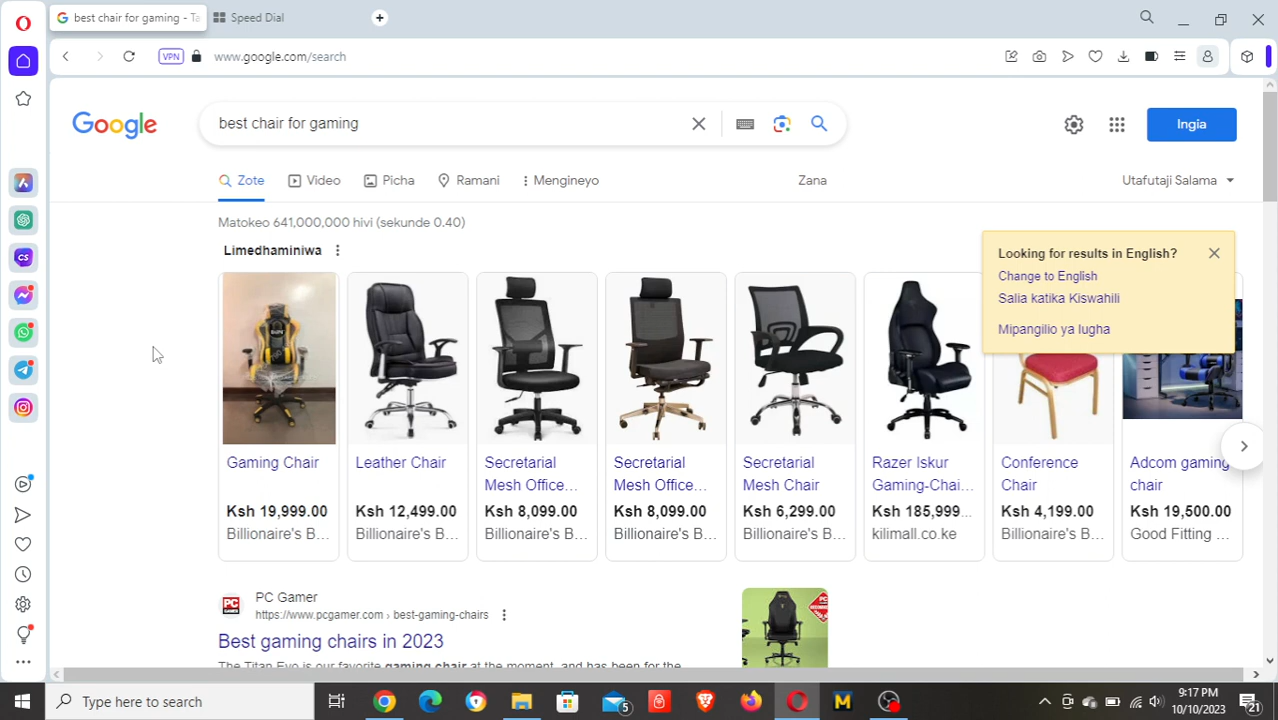 best chair for gaming - Ta
Speed Dial
VPN
www.google.com/search
Google
best chair for gaming
Ingia
Zote
Video
Picha
Ramani
Mengineyo
Zana
Utafutaji Salama
Matokeo 641,000,000 hivi (sekunde 0.40)
Limedhaminiwa
Looking for results in English?
Change to English
Salia katika Kiswahili
Mipangilio ya lugha
Gaming Chair
Ksh 19,999.00
Billionaire's B...
Leather Chair
Ksh 12,499.00
Billionaire's B...
Secretarial
Mesh Office...
Ksh 8,099.00
Billionaire's B...
Secretarial
Mesh Office...
Ksh 8,099.00
Billionaire's B...
Secretarial
Mesh Chair
Ksh 6,299.00
Billionaire's B...
Razer Iskur
Gaming-Chai...
Ksh 185,999...
kilimall.co.ke
Conference
Chair
Ksh 4,199.00
Billionaire's B...
Adcom gaming
chair
Ksh 19,500.00
Good Fitting ...
PC
PC Gamer
https://www.pcgamer.com › best-gaming-chairs
Best gaming chairs in 2023
The Titan Evo is our favorite gaming chair at the moment, and has been for the
Type here to search
5
9:17 PM
10/10/2023
21